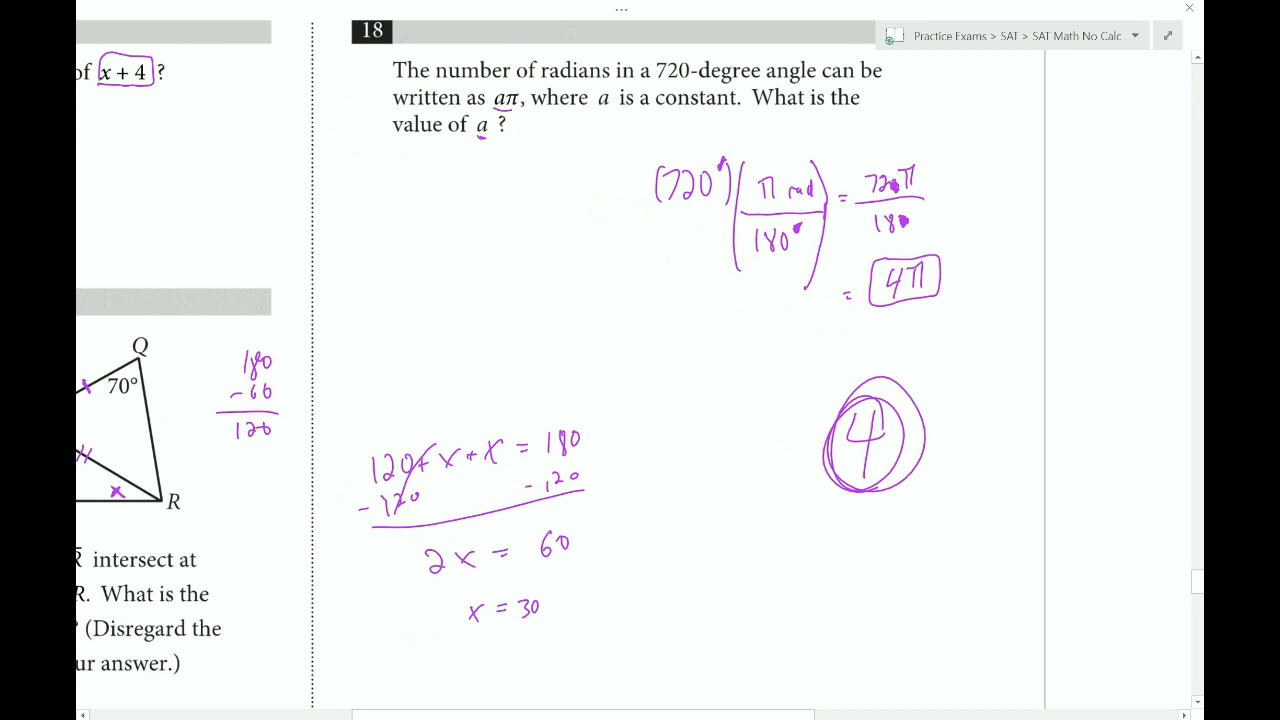 18
Practice Exams > SAT > SAT Math No Calc
of x + 4 ?
The number of radians in a 720-degree angle can be
written as aπ, where a is a constant. What is the
value of a ?
(720°) (π rad / 180°) = 720π / 180
= 4π
Q
70°
180
-60
120
R
4
120 + x + x = 180
-120 -120
2x = 60
x = 30
R intersect at
R. What is the
? (Disregard the
ur answer.)